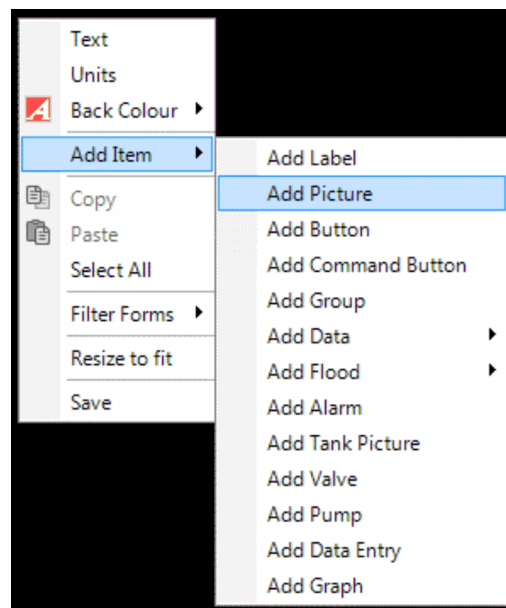 Text
Units
Back Colour
Add Item
Copy
Paste
Select All
Filter Forms
Resize to fit
Save
Add Label
Add Picture
Add Button
Add Command Button
Add Group
Add Data
Add Flood
Add Alarm
Add Tank Picture
Add Valve
Add Pump
Add Data Entry
Add Graph